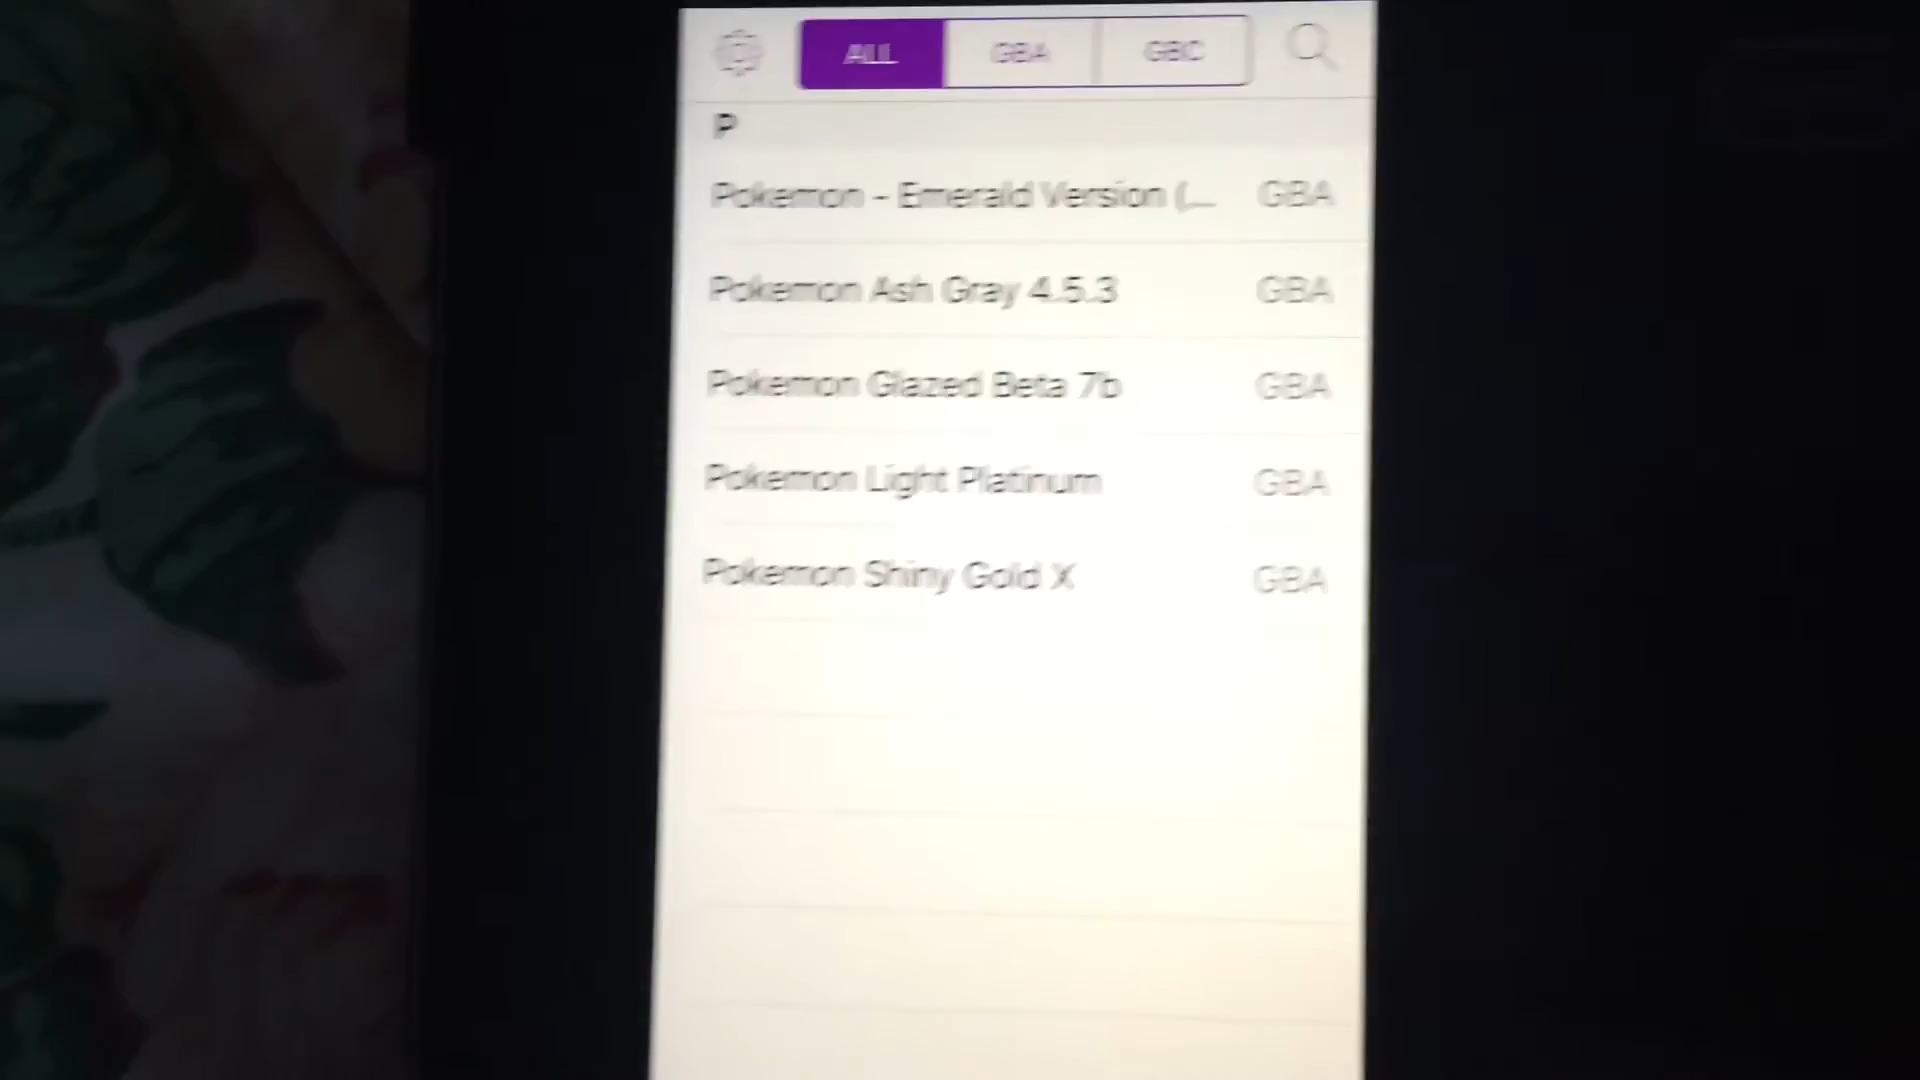 ALL GBA GBC
P
Pokemon - Emerald Version (... GBA
Pokemon Ash Gray 4.5.3 GBA
Pokemon Glazed Beta 7b GBA
Pokemon Light Platinum GBA
Pokemon Shiny Gold X GBA